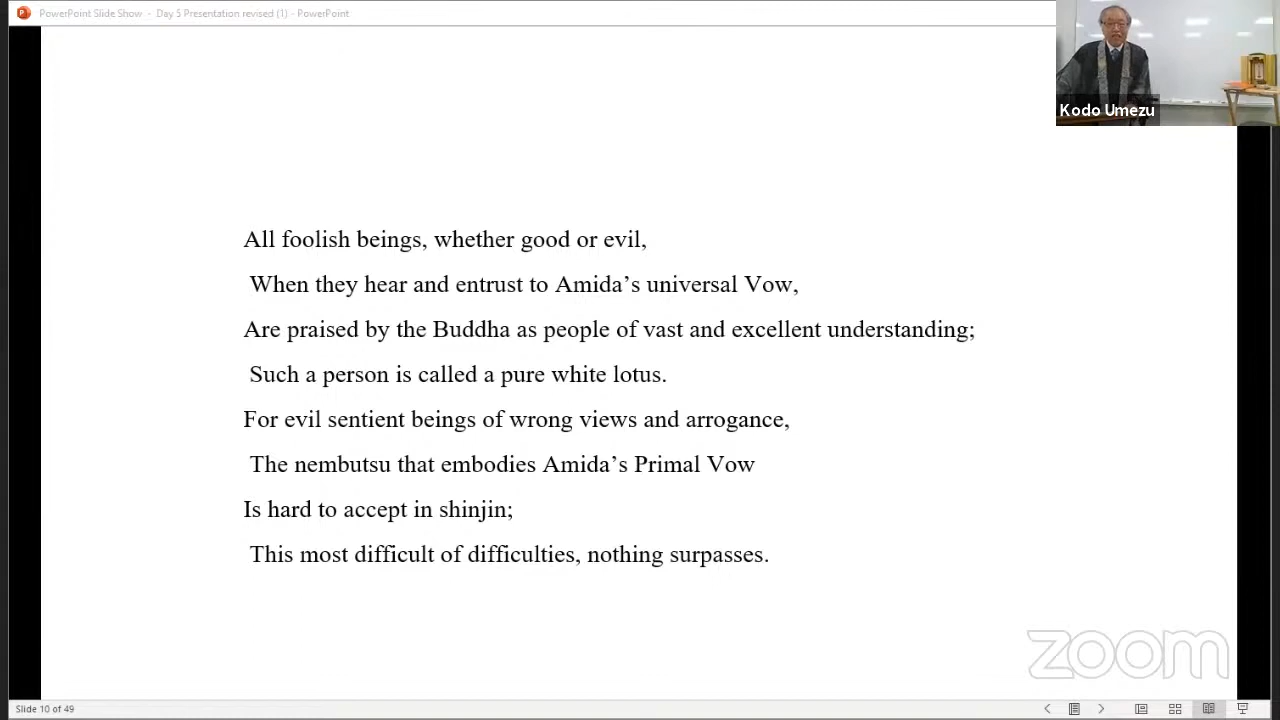 PowerPoint Slide Show - Day 5 Presentation revised (1) - PowerPoint
Kodo Umezu
All foolish beings, whether good or evil,
When they hear and entrust to Amida’s universal Vow,
Are praised by the Buddha as people of vast and excellent understanding;
Such a person is called a pure white lotus.
For evil sentient beings of wrong views and arrogance,
The nembutsu that embodies Amida’s Primal Vow
Is hard to accept in shinjin;
This most difficult of difficulties, nothing surpasses.
zoom
Slide 10 of 49